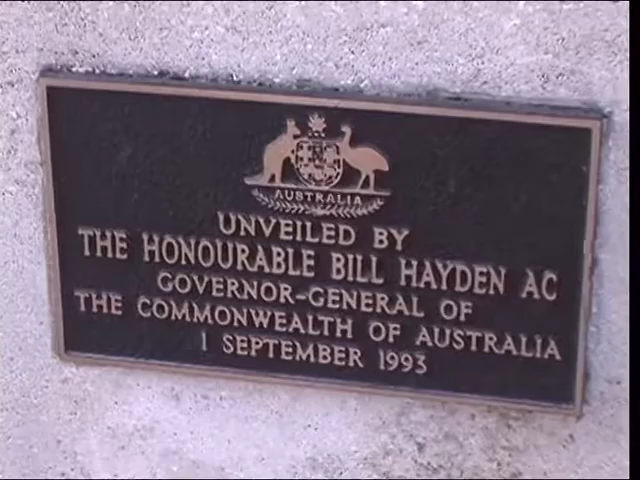 AUSTRALIA
UNVEILED BY
THE HONOURABLE BILL HAYDEN AC
GOVERNOR-GENERAL OF
THE COMMONWEALTH OF AUSTRALIA
1 SEPTEMBER 1993